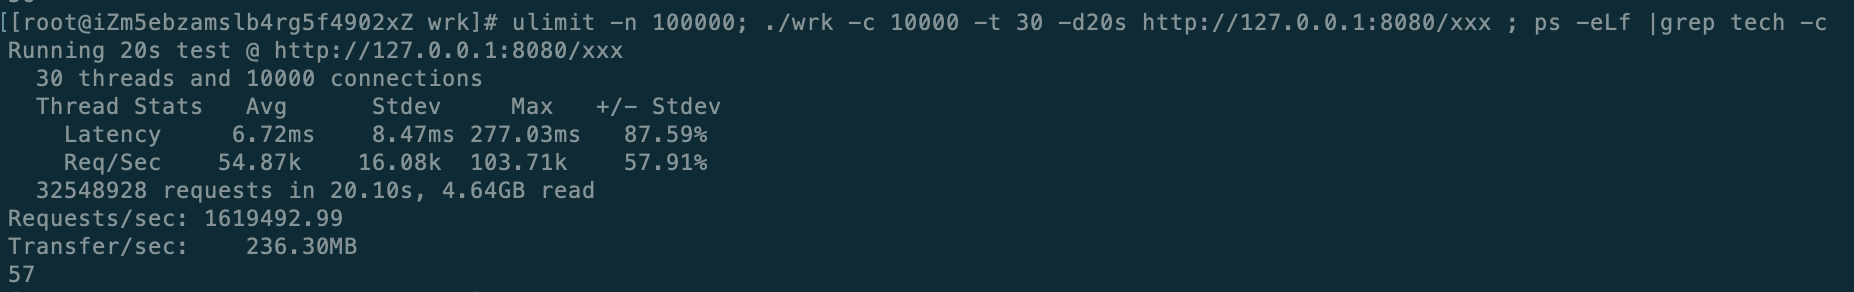 [[root@iZm5ebzamslb4rg5f4902xZ wrk]# ulimit -n 100000; ./wrk -c 10000 -t 30 -d20s http://127.0.0.1:8080/xxx ; ps -eLf |grep tech -c
Running 20s test @ http://127.0.0.1:8080/xxx
  30 threads and 10000 connections
  Thread Stats   Avg      Stdev     Max   +/- Stdev
    Latency     6.72ms    8.47ms 277.03ms   87.59%
    Req/Sec    54.87k    16.08k  103.71k    57.91%
  32548928 requests in 20.10s, 4.64GB read
Requests/sec: 1619492.99
Transfer/sec:    236.30MB
57